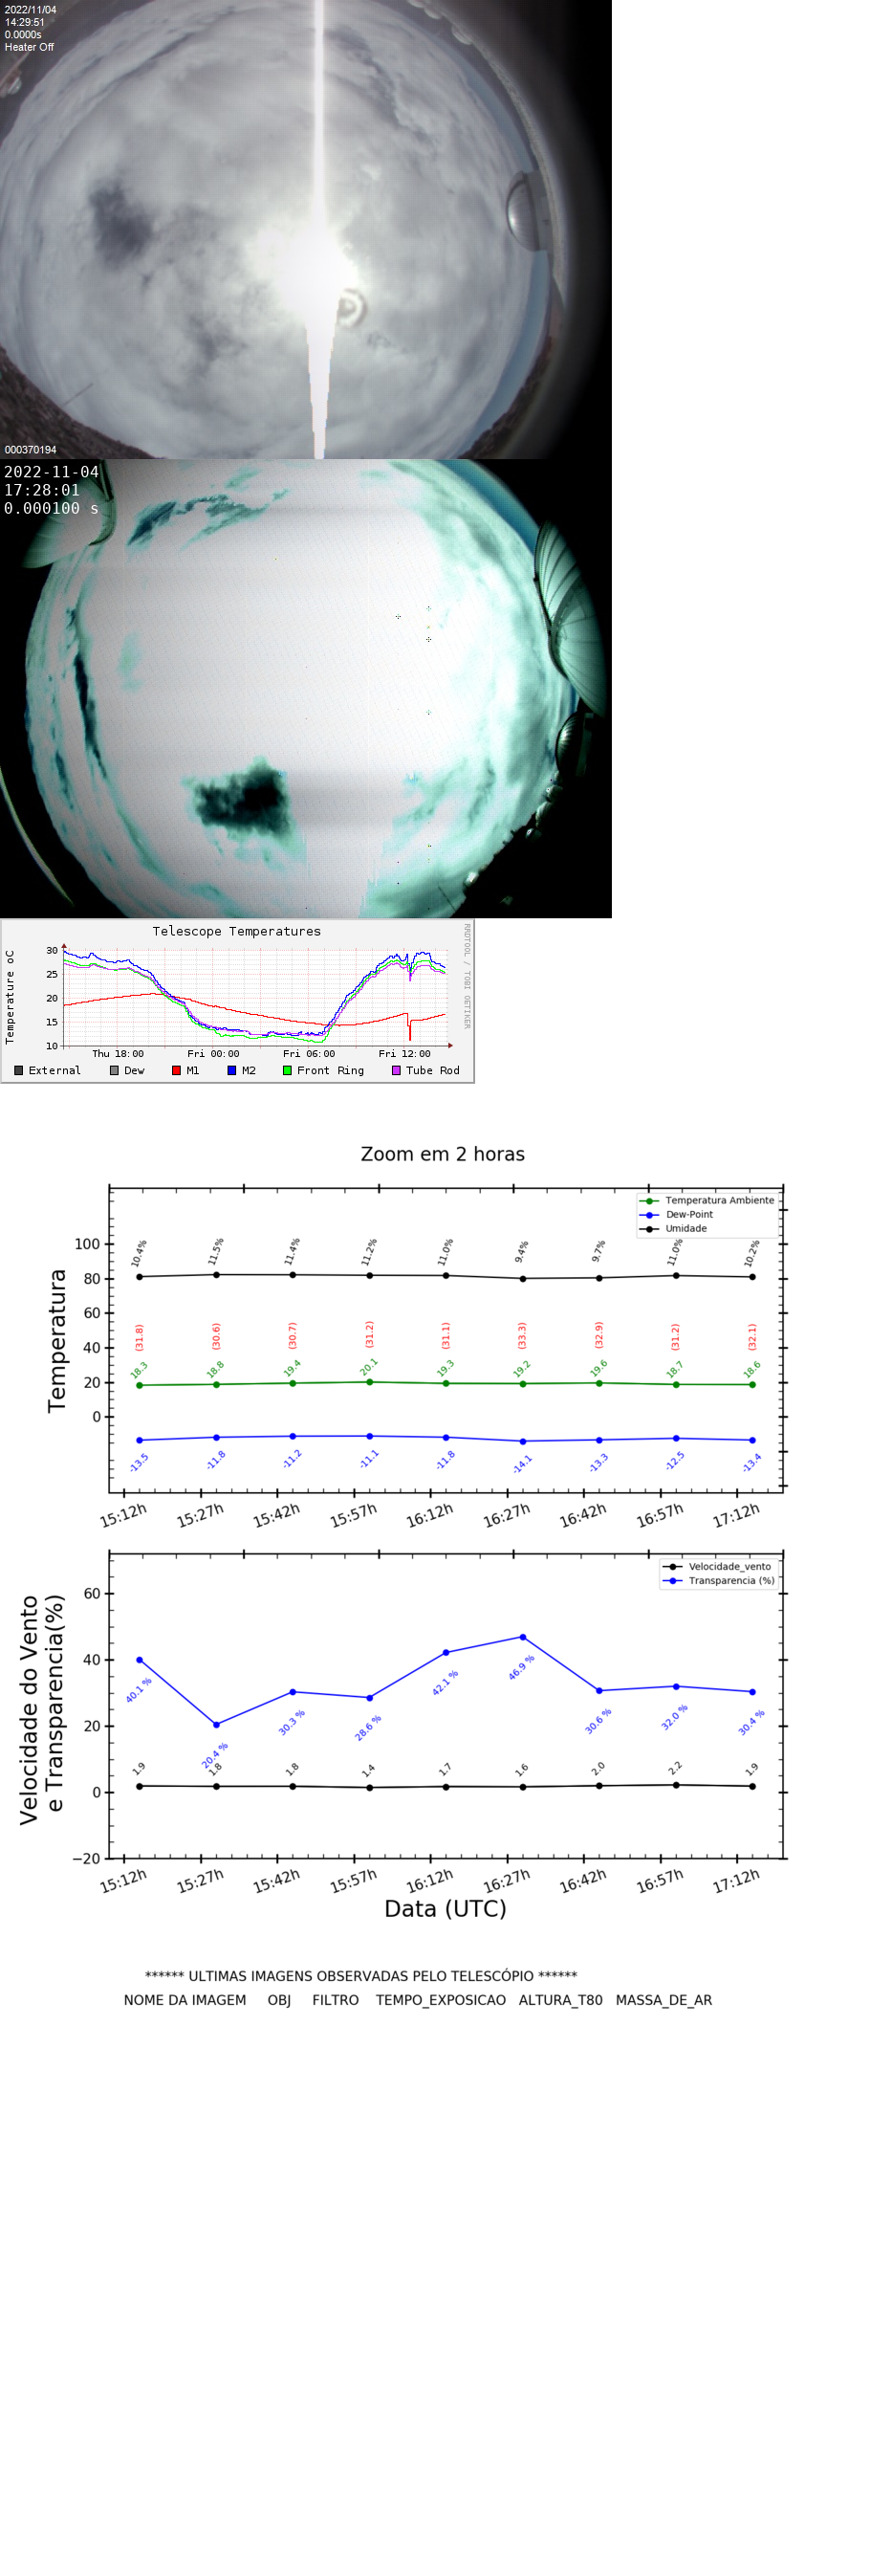 2022/11/04
14:29:51
0.0000s
Heater Off
000370194
2022-11-04
17:28:01
0.000100 s
Telescope Temperatures
RRDTOOL / TOBI OETIKER
Temperature oC
30
25
20
15
10
Thu 18:00 Fri 00:00 Fri 06:00 Fri 12:00
External Dew M1 M2 Front Ring Tube Rod
Zoom em 2 horas
Temperatura Ambiente
Dew-Point
Umidade
Temperatura
100
80
60
40
20
0
10.4% 11.5% 11.4% 11.2% 11.0% 9.4% 9.7% 11.0% 10.2%
(31.8) (30.6) (30.7) (31.2) (31.1) (33.3) (32.9) (31.2) (32.1)
18.3 18.8 19.4 20.1 19.3 19.2 19.6 18.7 18.6
-13.5 -11.8 -11.2 -11.1 -11.8 -14.1 -13.3 -12.5 -13.4
15:12h 15:27h 15:42h 15:57h 16:12h 16:27h 16:42h 16:57h 17:12h
Velocidade_vento
Transparencia (%)
Velocidade do Vento
e Transparencia(%)
60
40
20
0
−20
40.1 % 20.4 % 30.3 % 28.6 % 42.1 % 46.9 % 30.6 % 32.0 % 30.4 %
1.9 1.8 1.8 1.4 1.7 1.6 2.0 2.2 1.9
15:12h 15:27h 15:42h 15:57h 16:12h 16:27h 16:42h 16:57h 17:12h
Data (UTC)
****** ULTIMAS IMAGENS OBSERVADAS PELO TELESCÓPIO ******
NOME DA IMAGEM OBJ FILTRO TEMPO_EXPOSICAO ALTURA_T80 MASSA_DE_AR